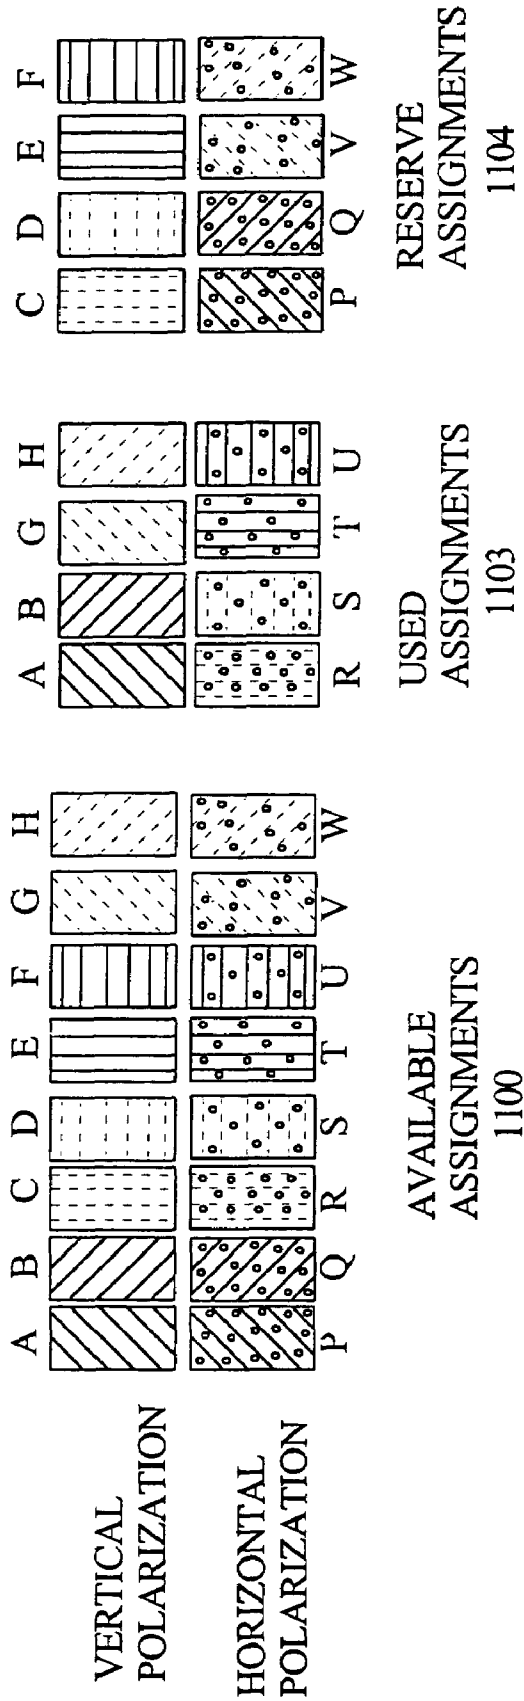 A B C D E F G H
A B G H
C D E F
VERTICAL
POLARIZATION
HORIZONTAL
POLARIZATION
P Q R S T U V W
R S T U
P Q V W
AVAILABLE
ASSIGNMENTS
1100
USED
ASSIGNMENTS
1103
RESERVE
ASSIGNMENTS
1104